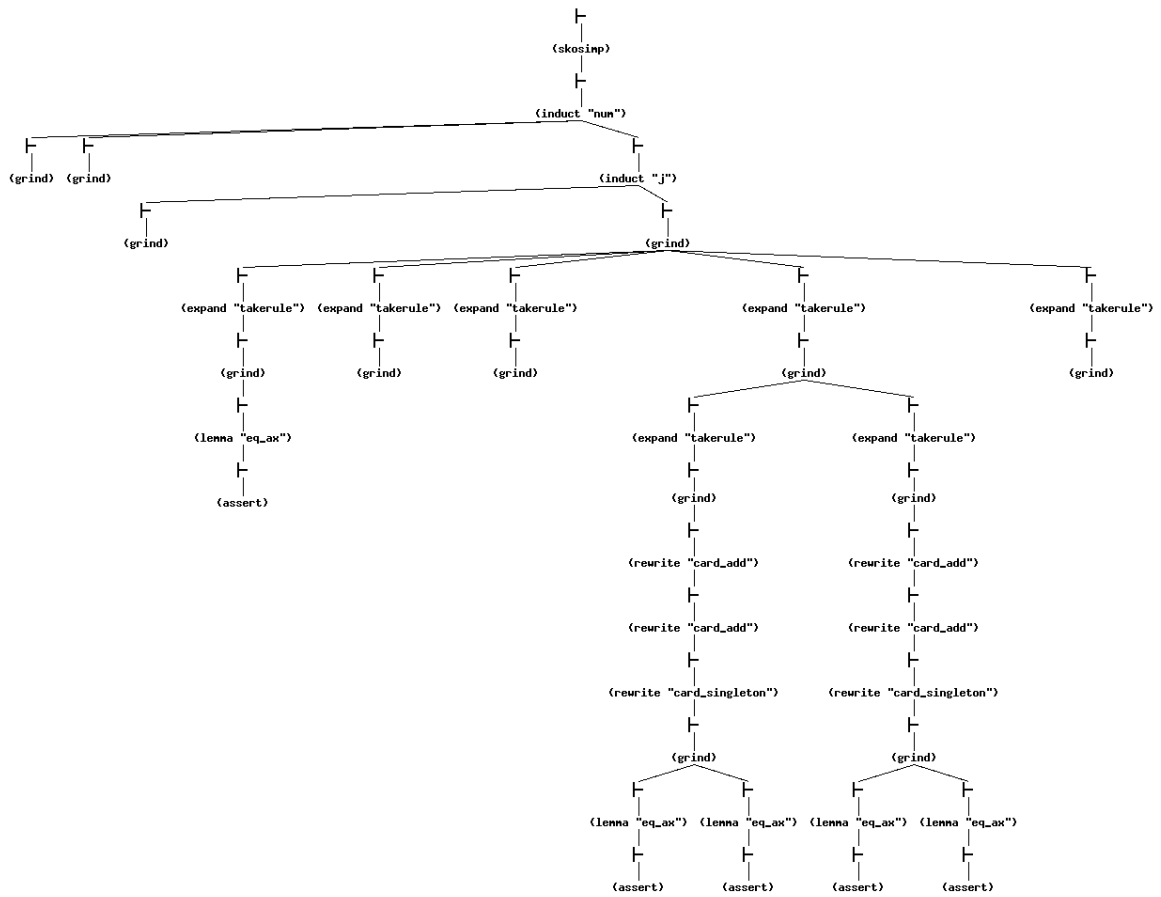 (skosimp)
(induct "num")
(grind) (grind) (induct "j")
(grind) (grind)
(expand "takerule") (expand "takerule") (expand "takerule") (expand "takerule") (expand "takerule")
(grind) (grind) (grind) (grind) (grind)
(lemma "eq_ax") (expand "takerule") (expand "takerule")
(assert) (grind) (grind)
(rewrite "card_add") (rewrite "card_add")
(rewrite "card_add") (rewrite "card_add")
(rewrite "card_singleton") (rewrite "card_singleton")
(grind) (grind)
(lemma "eq_ax") (lemma "eq_ax") (lemma "eq_ax") (lemma "eq_ax")
(assert) (assert) (assert) (assert)